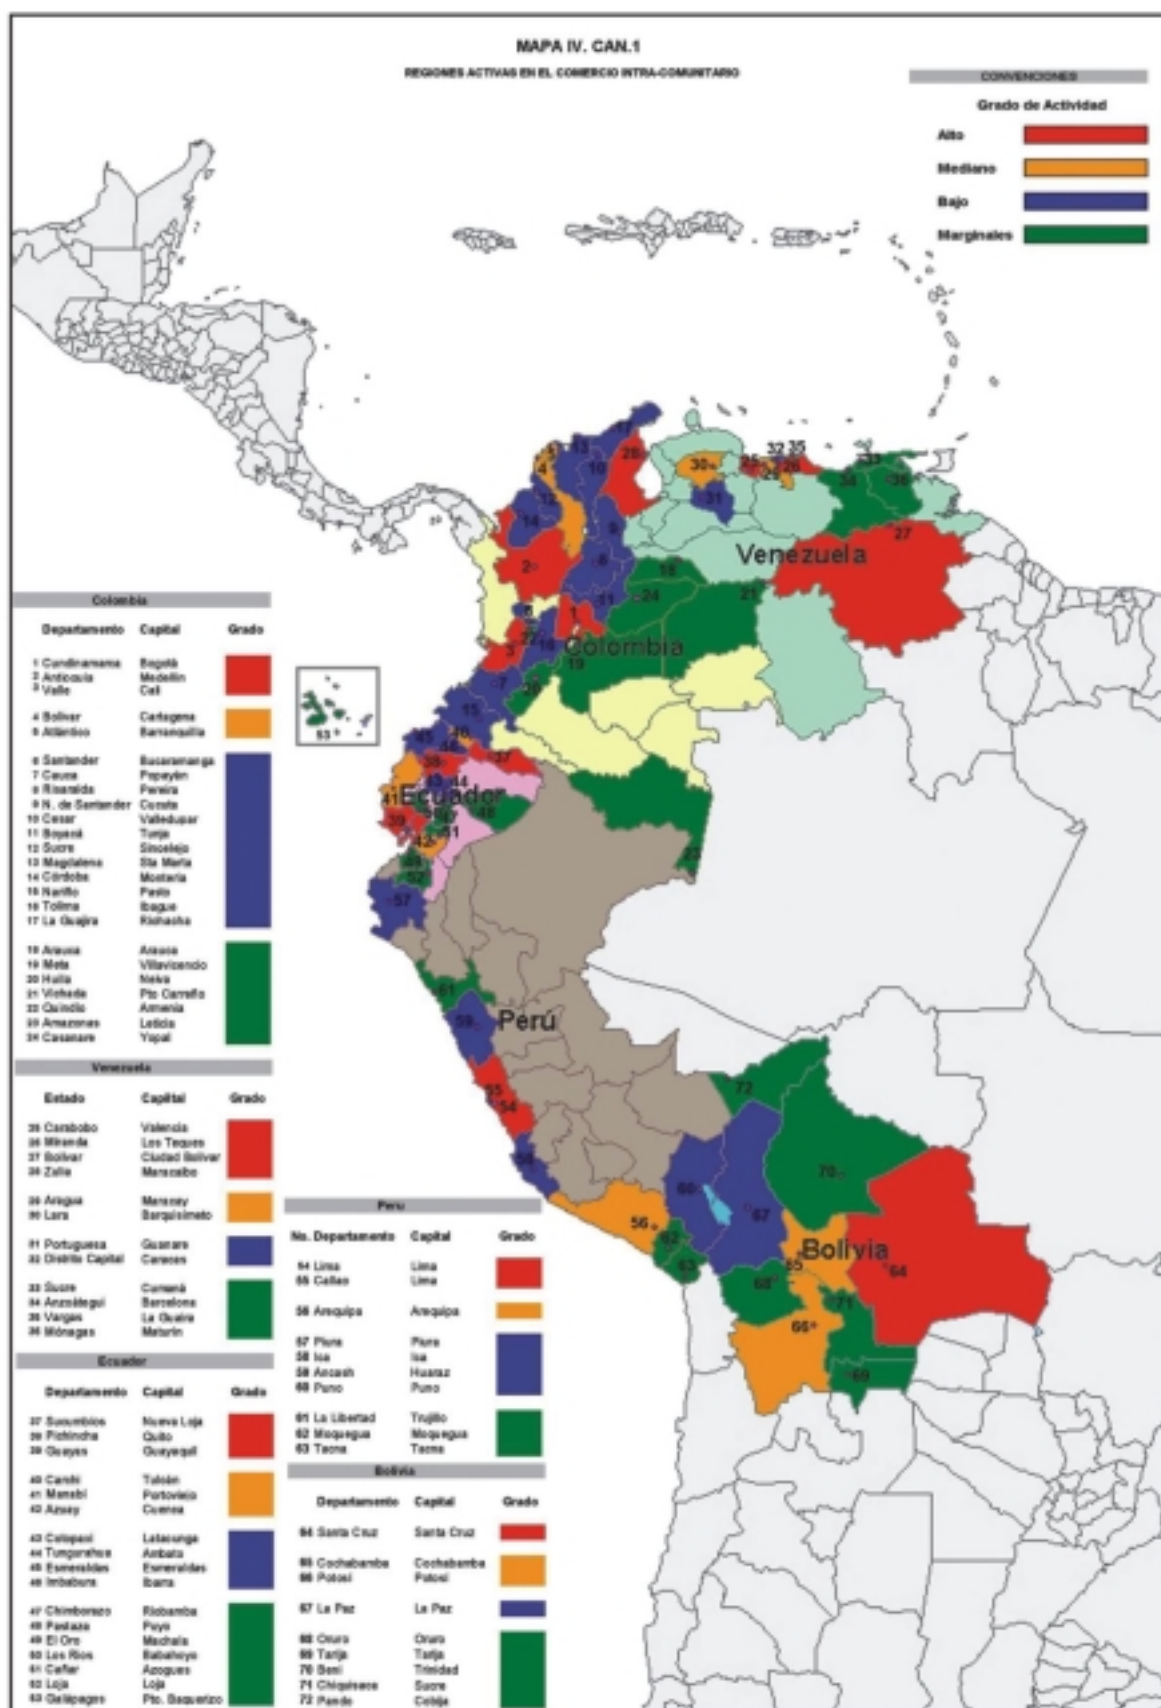 MAPA IV. CAN.1
REGIONES ACTIVAS EN EL COMERCIO INTRA-COMUNITARIO
CONVENCIONES
Grado de Actividad
Alto
Mediano
Bajo
Marginales
Venezuela
Colombia
Ecuador
Perú
Bolivia
Colombia
Departamento Capital Grado
1 Cundinamarca Bogotá
2 Antioquia Medellín
3 Valle Cali
4 Bolívar Cartagena
5 Atlántico Barranquilla
6 Santander Bucaramanga
7 Cauca Popayán
8 Risaralda Pereira
9 N. de Santander Cucuta
10 Cesar Valledupar
11 Boyacá Tunja
12 Sucre Sincelejo
13 Magdalena Sta Marta
14 Córdoba Montería
15 Nariño Pasto
16 Tolima Ibague
17 La Guajira Riohacha
18 Arauca Arauca
19 Meta Villavicencio
20 Huila Neiva
21 Vichada Pto Carreño
22 Quindío Armenia
23 Amazonas Leticia
24 Casanare Yopal
Venezuela
Estado Capital Grado
25 Carabobo Valencia
26 Miranda Los Teques
27 Bolívar Ciudad Bolívar
28 Zulia Maracaibo
29 Aragua Maracay
30 Lara Barquisimeto
31 Portuguesa Guanare
32 Distrito Capital Caracas
33 Sucre Cumaná
34 Anzoátegui Barcelona
35 Vargas La Guaira
36 Mónagas Maturín
Ecuador
Departamento Capital Grado
37 Sucumbíos Nueva Loja
38 Pichincha Quito
39 Guayas Guayaquil
40 Carchi Tulcán
41 Manabí Portoviejo
42 Azuay Cuenca
43 Cotopaxi Latacunga
44 Tungurahua Ambato
45 Esmeraldas Esmeraldas
46 Imbabura Ibarra
47 Chimborazo Riobamba
48 Pastaza Puyo
49 El Oro Machala
50 Los Ríos Babahoyo
51 Cañar Azogues
52 Loja Loja
53 Galápagos Pto. Baquerizo
Peru
No. Departamento Capital Grado
54 Lima Lima
55 Callao Lima
56 Arequipa Arequipa
57 Piura Piura
58 Ica Ica
59 Ancash Huaraz
60 Puno Puno
61 La Libertad Trujillo
62 Moquegua Moquegua
63 Tacna Tacna
Bolivia
Departamento Capital Grado
64 Santa Cruz Santa Cruz
65 Cochabamba Cochabamba
66 Potosí Potosí
67 La Paz La Paz
68 Oruro Oruro
69 Tarija Tarija
70 Beni Trinidad
71 Chiquisaca Sucre
72 Pando Cobija